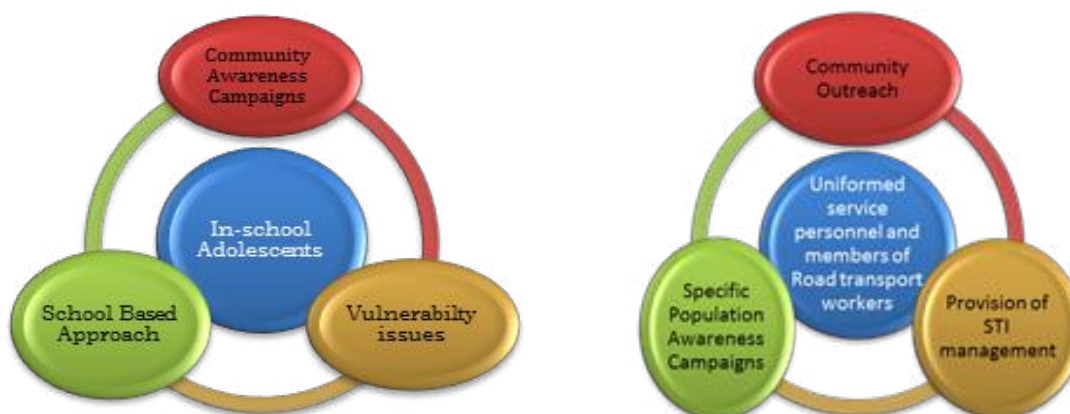 Community
Awareness
Campaigns
In-school
Adolescents
School Based
Approach
Vulnerabilty
issues
Community
Outreach
Uniformed
service
personnel and
members of
Road transport
workers
Specific
Population
Awareness
Campaigns
Provision of
STI
management